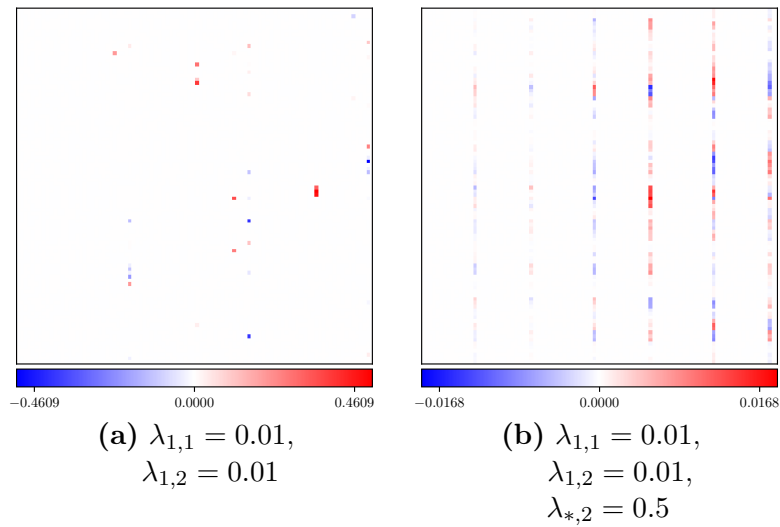 −0.4609 0.0000 0.4609
−0.0168 0.0000 0.0168
(a) λ1,1 = 0.01,
λ1,2 = 0.01
(b) λ1,1 = 0.01,
λ1,2 = 0.01,
λ∗,2 = 0.5